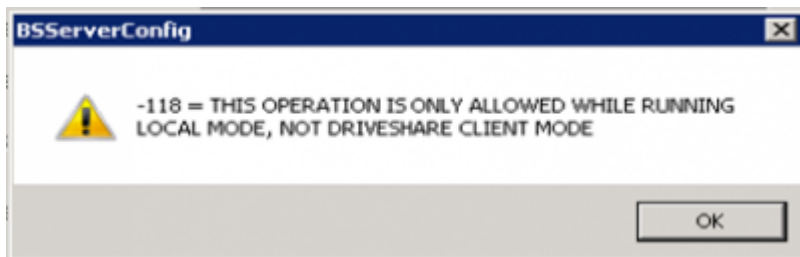 BSServerConfig
-118 = THIS OPERATION IS ONLY ALLOWED WHILE RUNNING
LOCAL MODE, NOT DRIVESHARE CLIENT MODE
OK